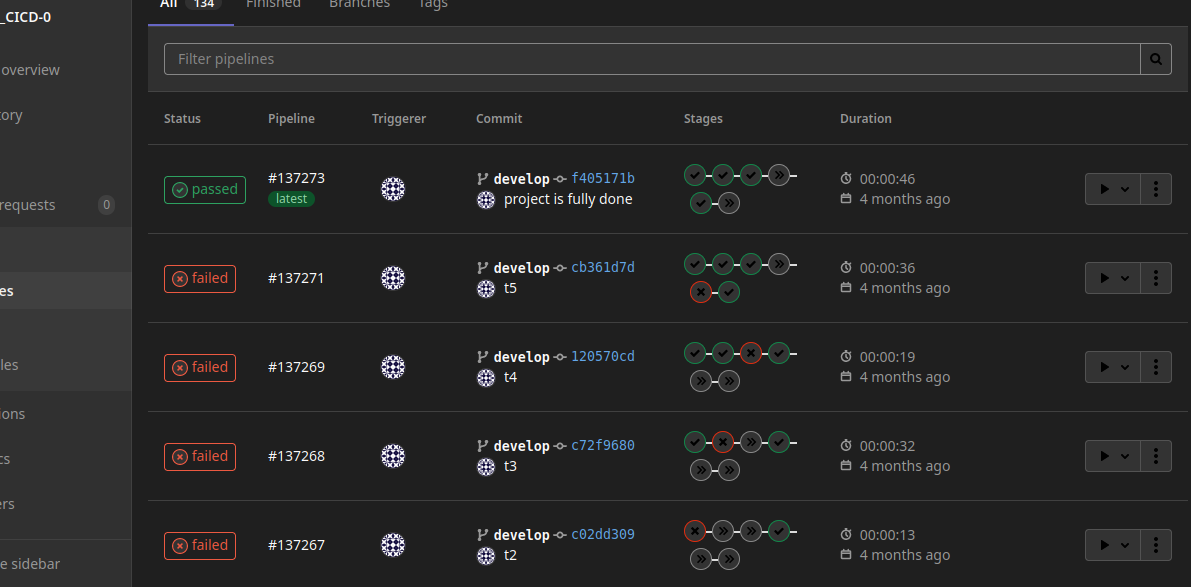 _CICD-0
overview
ory
requests 0
es
les
ions
cs
ers
e sidebar
All 134 Finished Branches Tags
Filter pipelines
Status Pipeline Triggerer Commit Stages Duration
passed #137273 latest develop f405171b 00:00:46
project is fully done 4 months ago
failed #137271 develop cb361d7d 00:00:36
t5 4 months ago
failed #137269 develop 120570cd 00:00:19
t4 4 months ago
failed #137268 develop c72f9680 00:00:32
t3 4 months ago
failed #137267 develop c02dd309 00:00:13
t2 4 months ago